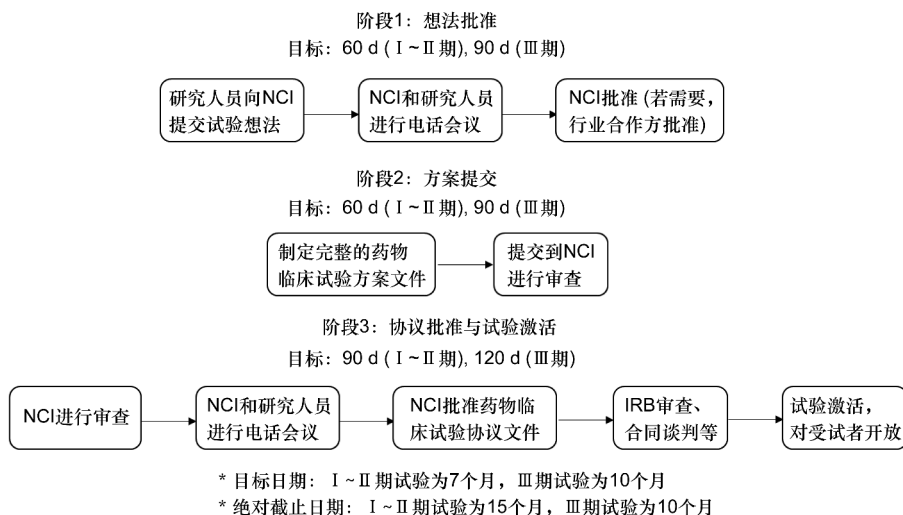 阶段1：想法批准
目标：60 d (Ⅰ~Ⅱ期), 90 d (Ⅲ期)
研究人员向NCI
提交试验想法
NCI和研究人员
进行电话会议
NCI批准 (若需要，
行业合作方批准)
阶段2：方案提交
目标：60 d (Ⅰ~Ⅱ期), 90 d (Ⅲ期)
制定完整的药物
临床试验方案文件
提交到NCI
进行审查
阶段3：协议批准与试验激活
目标：90 d (Ⅰ~Ⅱ期), 120 d (Ⅲ期)
NCI进行审查
NCI和研究人员
进行电话会议
NCI批准药物临
床试验协议文件
IRB审查、
合同谈判等
试验激活，
对受试者开放
* 目标日期：Ⅰ~Ⅱ期试验为7个月，Ⅲ期试验为10个月
* 绝对截止日期：Ⅰ~Ⅱ期试验为15个月，Ⅲ期试验为10个月